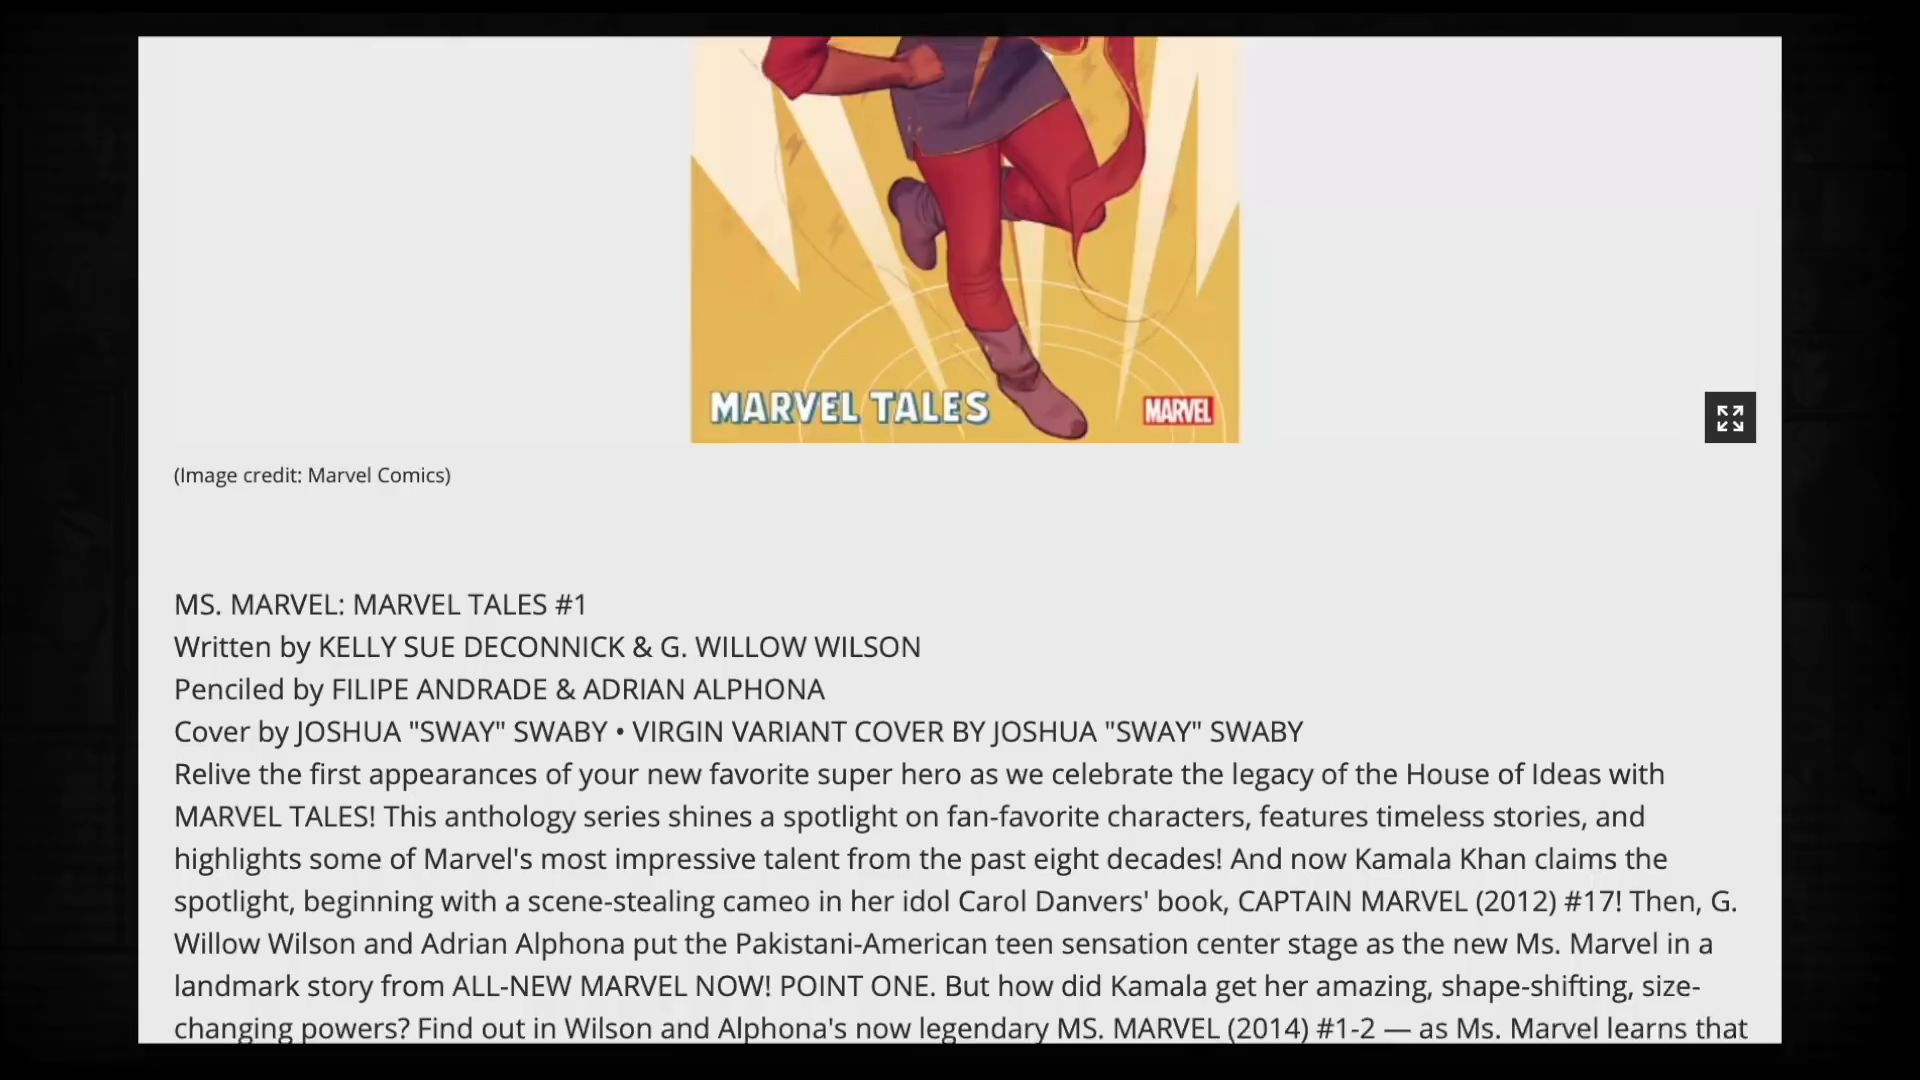 MARVEL TALES
MARVEL
(Image credit: Marvel Comics)
MS. MARVEL: MARVEL TALES #1
Written by KELLY SUE DECONNICK & G. WILLOW WILSON
Penciled by FILIPE ANDRADE & ADRIAN ALPHONA
Cover by JOSHUA "SWAY" SWABY • VIRGIN VARIANT COVER BY JOSHUA "SWAY" SWABY
Relive the first appearances of your new favorite super hero as we celebrate the legacy of the House of Ideas with
MARVEL TALES! This anthology series shines a spotlight on fan-favorite characters, features timeless stories, and
highlights some of Marvel's most impressive talent from the past eight decades! And now Kamala Khan claims the
spotlight, beginning with a scene-stealing cameo in her idol Carol Danvers' book, CAPTAIN MARVEL (2012) #17! Then, G.
Willow Wilson and Adrian Alphona put the Pakistani-American teen sensation center stage as the new Ms. Marvel in a
landmark story from ALL-NEW MARVEL NOW! POINT ONE. But how did Kamala get her amazing, shape-shifting, size-
changing powers? Find out in Wilson and Alphona's now legendary MS. MARVEL (2014) #1-2 — as Ms. Marvel learns that